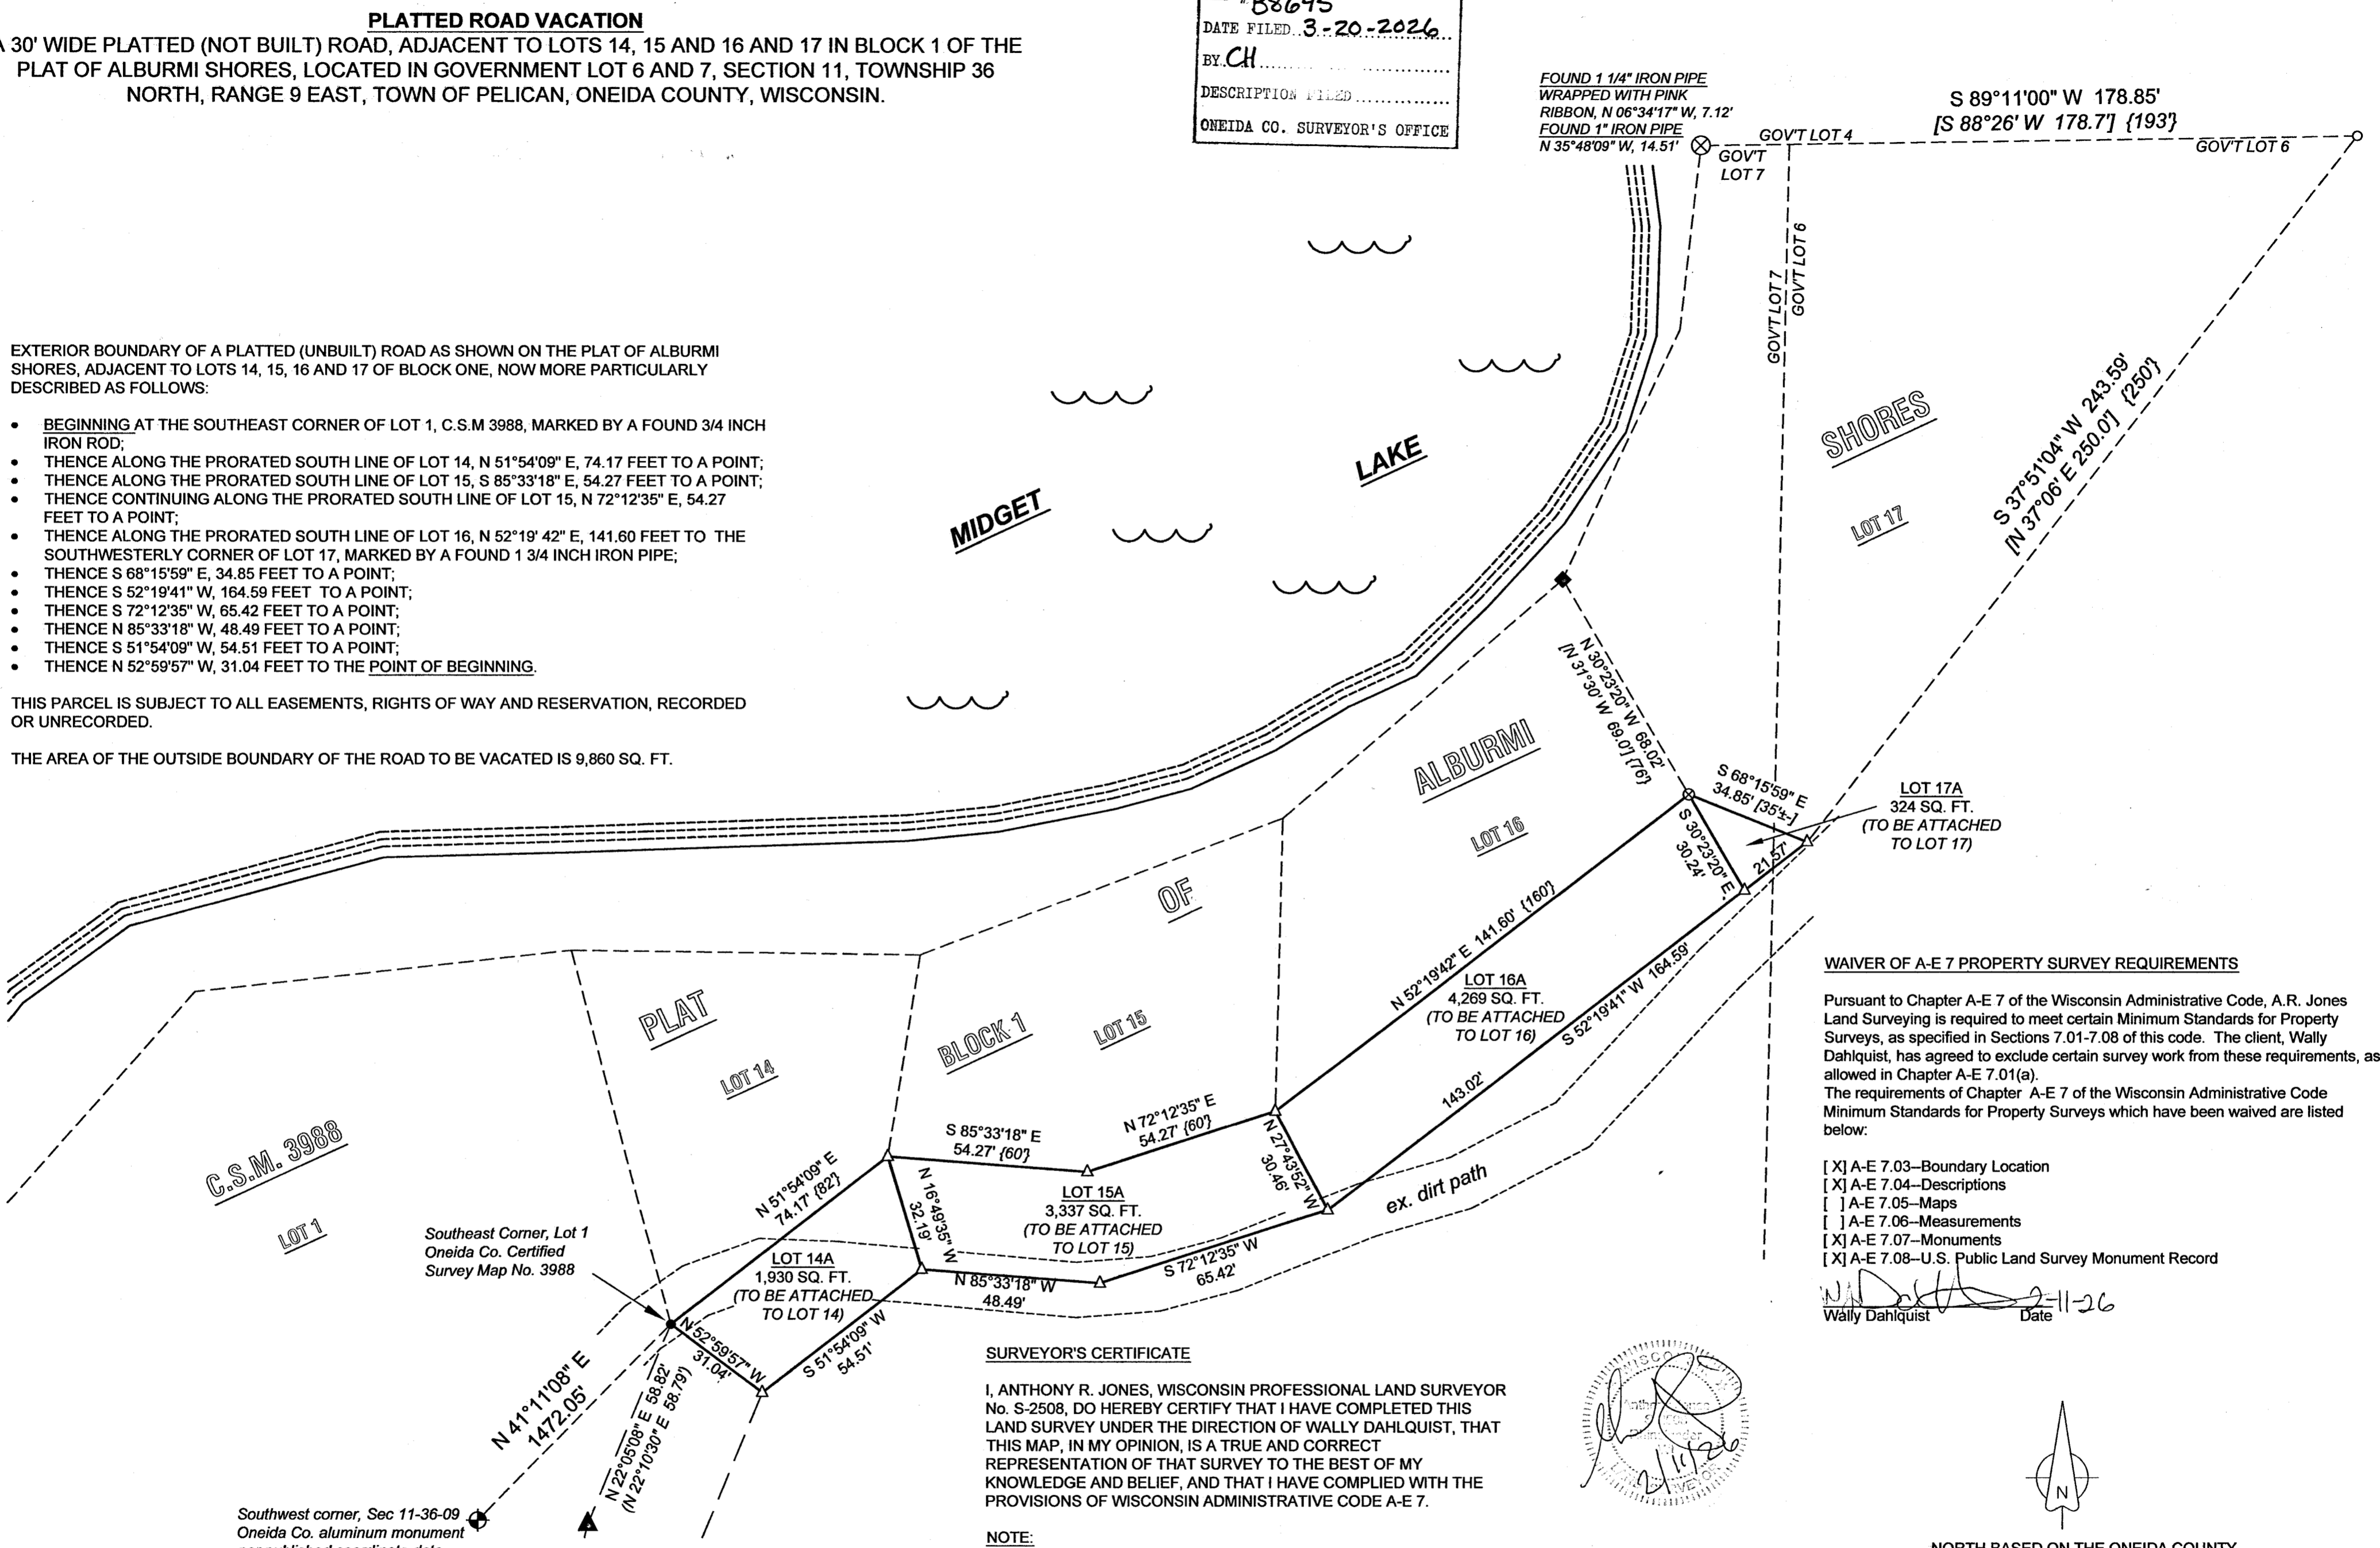 PLATTED ROAD VACATION
30' WIDE PLATTED (NOT BUILT) ROAD, ADJACENT TO LOTS 14, 15 AND 16 AND 17 IN BLOCK 1 OF THE
PLAT OF ALBURMI SHORES, LOCATED IN GOVERNMENT LOT 6 AND 7, SECTION 11, TOWNSHIP 36
NORTH, RANGE 9 EAST, TOWN OF PELICAN, ONEIDA COUNTY, WISCONSIN.
B8695
DATE FILED 3-20-2026
BY CH
DESCRIPTION FILED
ONEIDA CO. SURVEYOR'S OFFICE
FOUND 1 1/4" IRON PIPE
WRAPPED WITH PINK
RIBBON, N 06°34'17" W, 7.12'
FOUND 1" IRON PIPE
N 35°48'09" W, 14.51'
S 89°11'00" W 178.85'
[S 88°26' W 178.7'] {193'}
GOV'T LOT 4
GOV'T LOT 6
GOV'T
LOT 7
GOV'T LOT 7
GOV'T LOT 6
EXTERIOR BOUNDARY OF A PLATTED (UNBUILT) ROAD AS SHOWN ON THE PLAT OF ALBURMI
SHORES, ADJACENT TO LOTS 14, 15, 16 AND 17 OF BLOCK ONE, NOW MORE PARTICULARLY
DESCRIBED AS FOLLOWS:
• BEGINNING AT THE SOUTHEAST CORNER OF LOT 1, C.S.M 3988, MARKED BY A FOUND 3/4 INCH
IRON ROD;
• THENCE ALONG THE PRORATED SOUTH LINE OF LOT 14, N 51°54'09" E, 74.17 FEET TO A POINT;
• THENCE ALONG THE PRORATED SOUTH LINE OF LOT 15, S 85°33'18" E, 54.27 FEET TO A POINT;
• THENCE CONTINUING ALONG THE PRORATED SOUTH LINE OF LOT 15, N 72°12'35" E, 54.27
FEET TO A POINT;
• THENCE ALONG THE PRORATED SOUTH LINE OF LOT 16, N 52°19' 42" E, 141.60 FEET TO THE
SOUTHWESTERLY CORNER OF LOT 17, MARKED BY A FOUND 1 3/4 INCH IRON PIPE;
• THENCE S 68°15'59" E, 34.85 FEET TO A POINT;
• THENCE S 52°19'41" W, 164.59 FEET TO A POINT;
• THENCE S 72°12'35" W, 65.42 FEET TO A POINT;
• THENCE N 85°33'18" W, 48.49 FEET TO A POINT;
• THENCE S 51°54'09" W, 54.51 FEET TO A POINT;
• THENCE N 52°59'57" W, 31.04 FEET TO THE POINT OF BEGINNING.
THIS PARCEL IS SUBJECT TO ALL EASEMENTS, RIGHTS OF WAY AND RESERVATION, RECORDED
OR UNRECORDED.
THE AREA OF THE OUTSIDE BOUNDARY OF THE ROAD TO BE VACATED IS 9,860 SQ. FT.
MIDGET
LAKE
SHORES
LOT 17
S 37°51'04" W 243.59'
[N 37°06' E 250.0'] {250'}
N 30°23'20" W 68.02'
[N 31°30' W 69.0'] {76'}
ALBURMI
LOT 16
S 68°15'59" E
34.85' [35'±-]
LOT 17A
324 SQ. FT.
(TO BE ATTACHED
TO LOT 17)
S 30°23'20" E
30.24'
21.57'
OF
N 52°19'42" E 141.60' {160'}
LOT 16A
4,269 SQ. FT.
(TO BE ATTACHED
TO LOT 16)
S 52°19'41" W 164.59'
143.02'
PLAT
LOT 14
BLOCK 1
LOT 15
C.S.M. 3988
LOT 1
S 85°33'18" E
54.27' {60'}
N 72°12'35" E
54.27' {60'}
N 27°43'52" W
30.46'
N 51°54'09" E
74.17' {82'}
N 16°49'35" W
32.19'
LOT 15A
3,337 SQ. FT.
(TO BE ATTACHED
TO LOT 15)
ex. dirt path
Southeast Corner, Lot 1
Oneida Co. Certified
Survey Map No. 3988
LOT 14A
1,930 SQ. FT.
(TO BE ATTACHED
TO LOT 14)
N 85°33'18" W
48.49'
S 72°12'35" W
65.42'
N 52°59'57" W
31.04'
S 51°54'09" W
54.51'
N 41°11'08" E
1472.05'
N 22°05'08" E 58.82'
(N 22°10'30" E 58.79')
Southwest corner, Sec 11-36-09
Oneida Co. aluminum monument
WAIVER OF A-E 7 PROPERTY SURVEY REQUIREMENTS
Pursuant to Chapter A-E 7 of the Wisconsin Administrative Code, A.R. Jones
Land Surveying is required to meet certain Minimum Standards for Property
Surveys, as specified in Sections 7.01-7.08 of this code. The client, Wally
Dahlquist, has agreed to exclude certain survey work from these requirements, as
allowed in Chapter A-E 7.01(a).
The requirements of Chapter A-E 7 of the Wisconsin Administrative Code
Minimum Standards for Property Surveys which have been waived are listed
below:
[ X] A-E 7.03--Boundary Location
[ X] A-E 7.04--Descriptions
[ ] A-E 7.05--Maps
[ ] A-E 7.06--Measurements
[ X] A-E 7.07--Monuments
[ X] A-E 7.08--U.S. Public Land Survey Monument Record
2-11-26
Wally Dahlquist Date
SURVEYOR'S CERTIFICATE
I, ANTHONY R. JONES, WISCONSIN PROFESSIONAL LAND SURVEYOR
No. S-2508, DO HEREBY CERTIFY THAT I HAVE COMPLETED THIS
LAND SURVEY UNDER THE DIRECTION OF WALLY DAHLQUIST, THAT
THIS MAP, IN MY OPINION, IS A TRUE AND CORRECT
REPRESENTATION OF THAT SURVEY TO THE BEST OF MY
KNOWLEDGE AND BELIEF, AND THAT I HAVE COMPLIED WITH THE
PROVISIONS OF WISCONSIN ADMINISTRATIVE CODE A-E 7.
NOTE:
2/11/26
N
NORTH BASED ON THE ONEIDA COUNTY